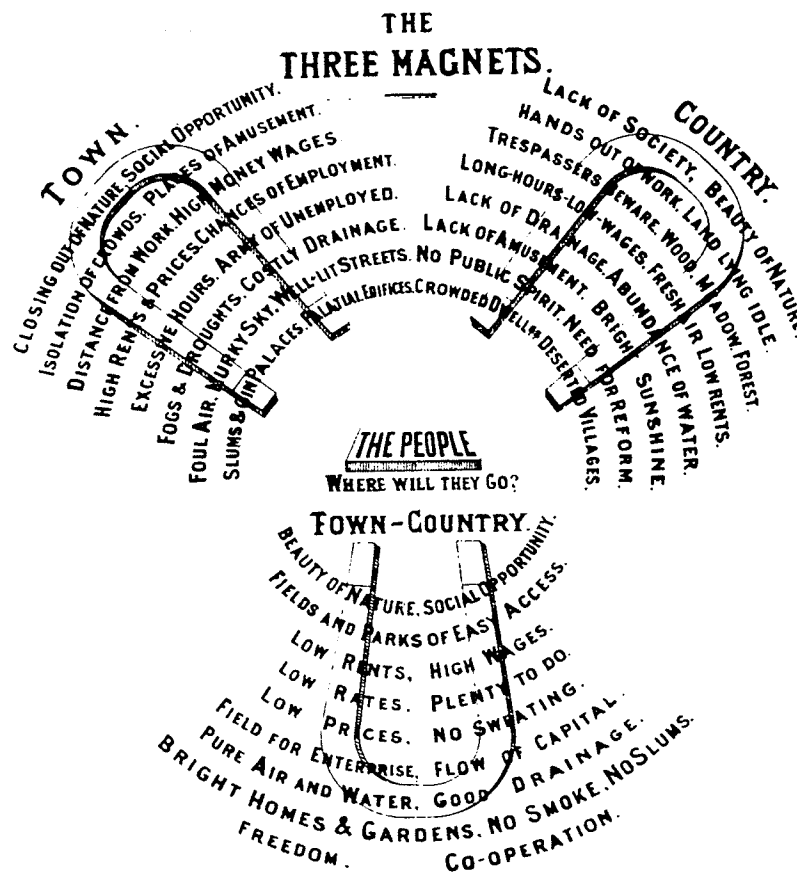 THE
THREE MAGNETS.
TOWN.
CLOSING OUT OF NATURE. SOCIAL OPPORTUNITY.
ISOLATION OF CROWDS. PLACES OF AMUSEMENT.
DISTANCE FROM WORK. HIGH MONEY WAGES
HIGH RENTS & PRICES. CHANCES OF EMPLOYMENT.
EXCESSIVE HOURS. ARMY OF UNEMPLOYED.
FOGS & DROUGHTS. COSTLY DRAINAGE.
FOUL AIR. MURKY SKY. WELL-LIT STREETS.
SLUMS & GIN PALACES. PALATIAL EDIFICES.
COUNTRY.
LACK OF SOCIETY. BEAUTY OF NATURE.
HANDS OUT OF WORK. LAND LYING IDLE.
TRESPASSERS BEWARE. WOOD, MEADOW, FOREST.
LONG-HOURS-LOW-WAGES. FRESH AIR LOW RENTS.
LACK OF DRAINAGE. ABUNDANCE OF WATER.
LACK OF AMUSEMENT. BRIGHT SUNSHINE.
NO PUBLIC SPIRIT. NEED FOR REFORM.
CROWDED DWELLGS DESERTED VILLAGES.
THE PEOPLE
WHERE WILL THEY GO?
TOWN-COUNTRY.
BEAUTY OF NATURE. SOCIAL OPPORTUNITY.
FIELDS AND PARKS OF EASY ACCESS.
LOW RENTS, HIGH WAGES.
LOW RATES. PLENTY TO DO.
LOW PRICES. NO SWEATING.
FIELD FOR ENTERPRISE, FLOW OF CAPITAL.
PURE AIR AND WATER. GOOD DRAINAGE.
BRIGHT HOMES & GARDENS. NO SMOKE. NO SLUMS.
FREEDOM. CO-OPERATION.